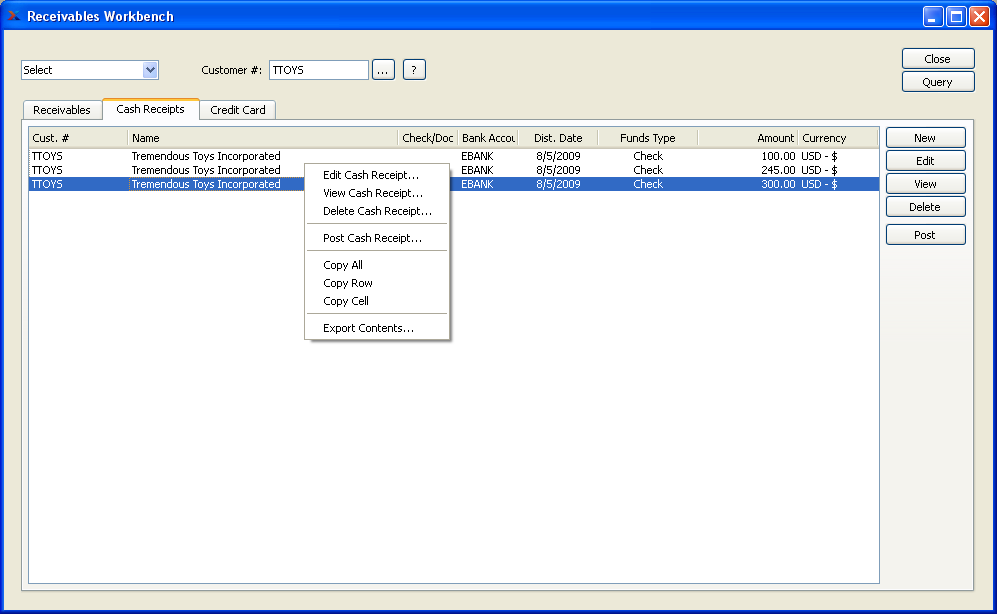 Receivables Workbench
Select
Customer #: TTOYS ... ?
Close
Query
Receivables Cash Receipts Credit Card
Cust. # Name Check/Doc Bank Accou Dist. Date Funds Type Amount Currency
TTOYS Tremendous Toys Incorporated EBANK 8/5/2009 Check 100.00 USD - $
TTOYS Tremendous Toys Incorporated EBANK 8/5/2009 Check 245.00 USD - $
TTOYS Tremendous Toys Incorporated EBANK 8/5/2009 Check 300.00 USD - $
Edit Cash Receipt...
View Cash Receipt...
Delete Cash Receipt...
Post Cash Receipt...
Copy All
Copy Row
Copy Cell
Export Contents...
New
Edit
View
Delete
Post